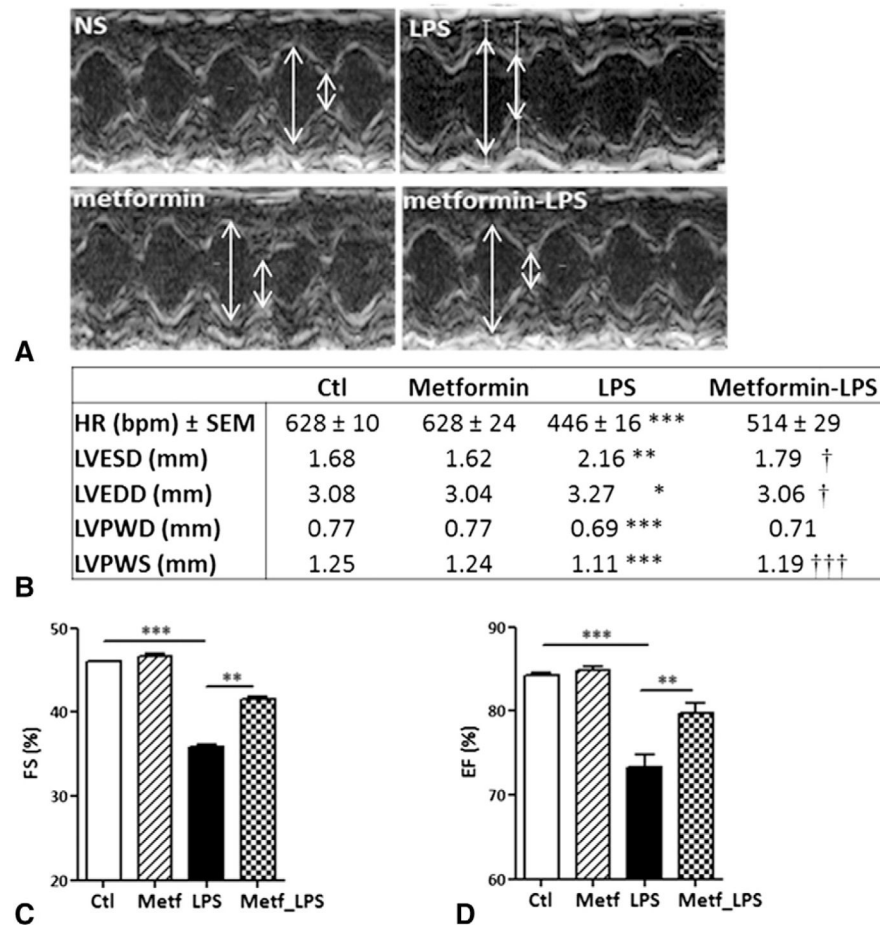 NS
LPS
metformin
metformin-LPS
A
Ctl Metformin LPS Metformin-LPS
HR (bpm) ± SEM 628 ± 10 628 ± 24 446 ± 16 *** 514 ± 29
LVESD (mm) 1.68 1.62 2.16 ** 1.79 †
LVEDD (mm) 3.08 3.04 3.27 * 3.06 †
LVPWD (mm) 0.77 0.77 0.69 *** 0.71
LVPWS (mm) 1.25 1.24 1.11 *** 1.19 †††
B
50
40
30
20
FS (%)
***
**
Ctl Metf LPS Metf_LPS
C
90
80
70
60
EF (%)
***
**
Ctl Metf LPS Metf_LPS
D